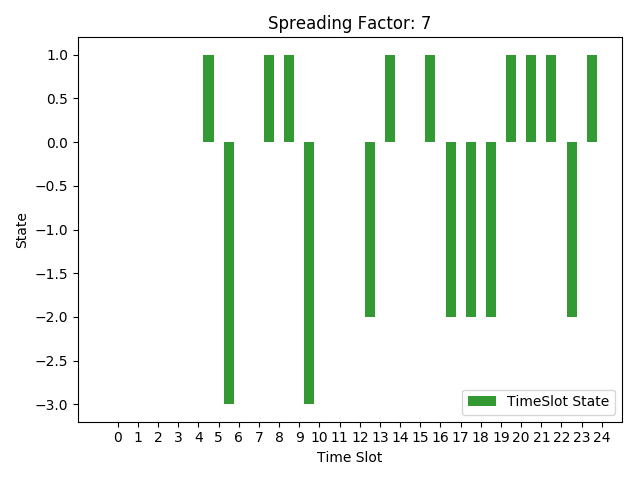 Spreading Factor: 7
1.0
0.5
0.0
−0.5
−1.0
−1.5
−2.0
−2.5
−3.0
State
TimeSlot State
0 1 2 3 4 5 6 7 8 9 10 11 12 13 14 15 16 17 18 19 20 21 22 23 24
Time Slot